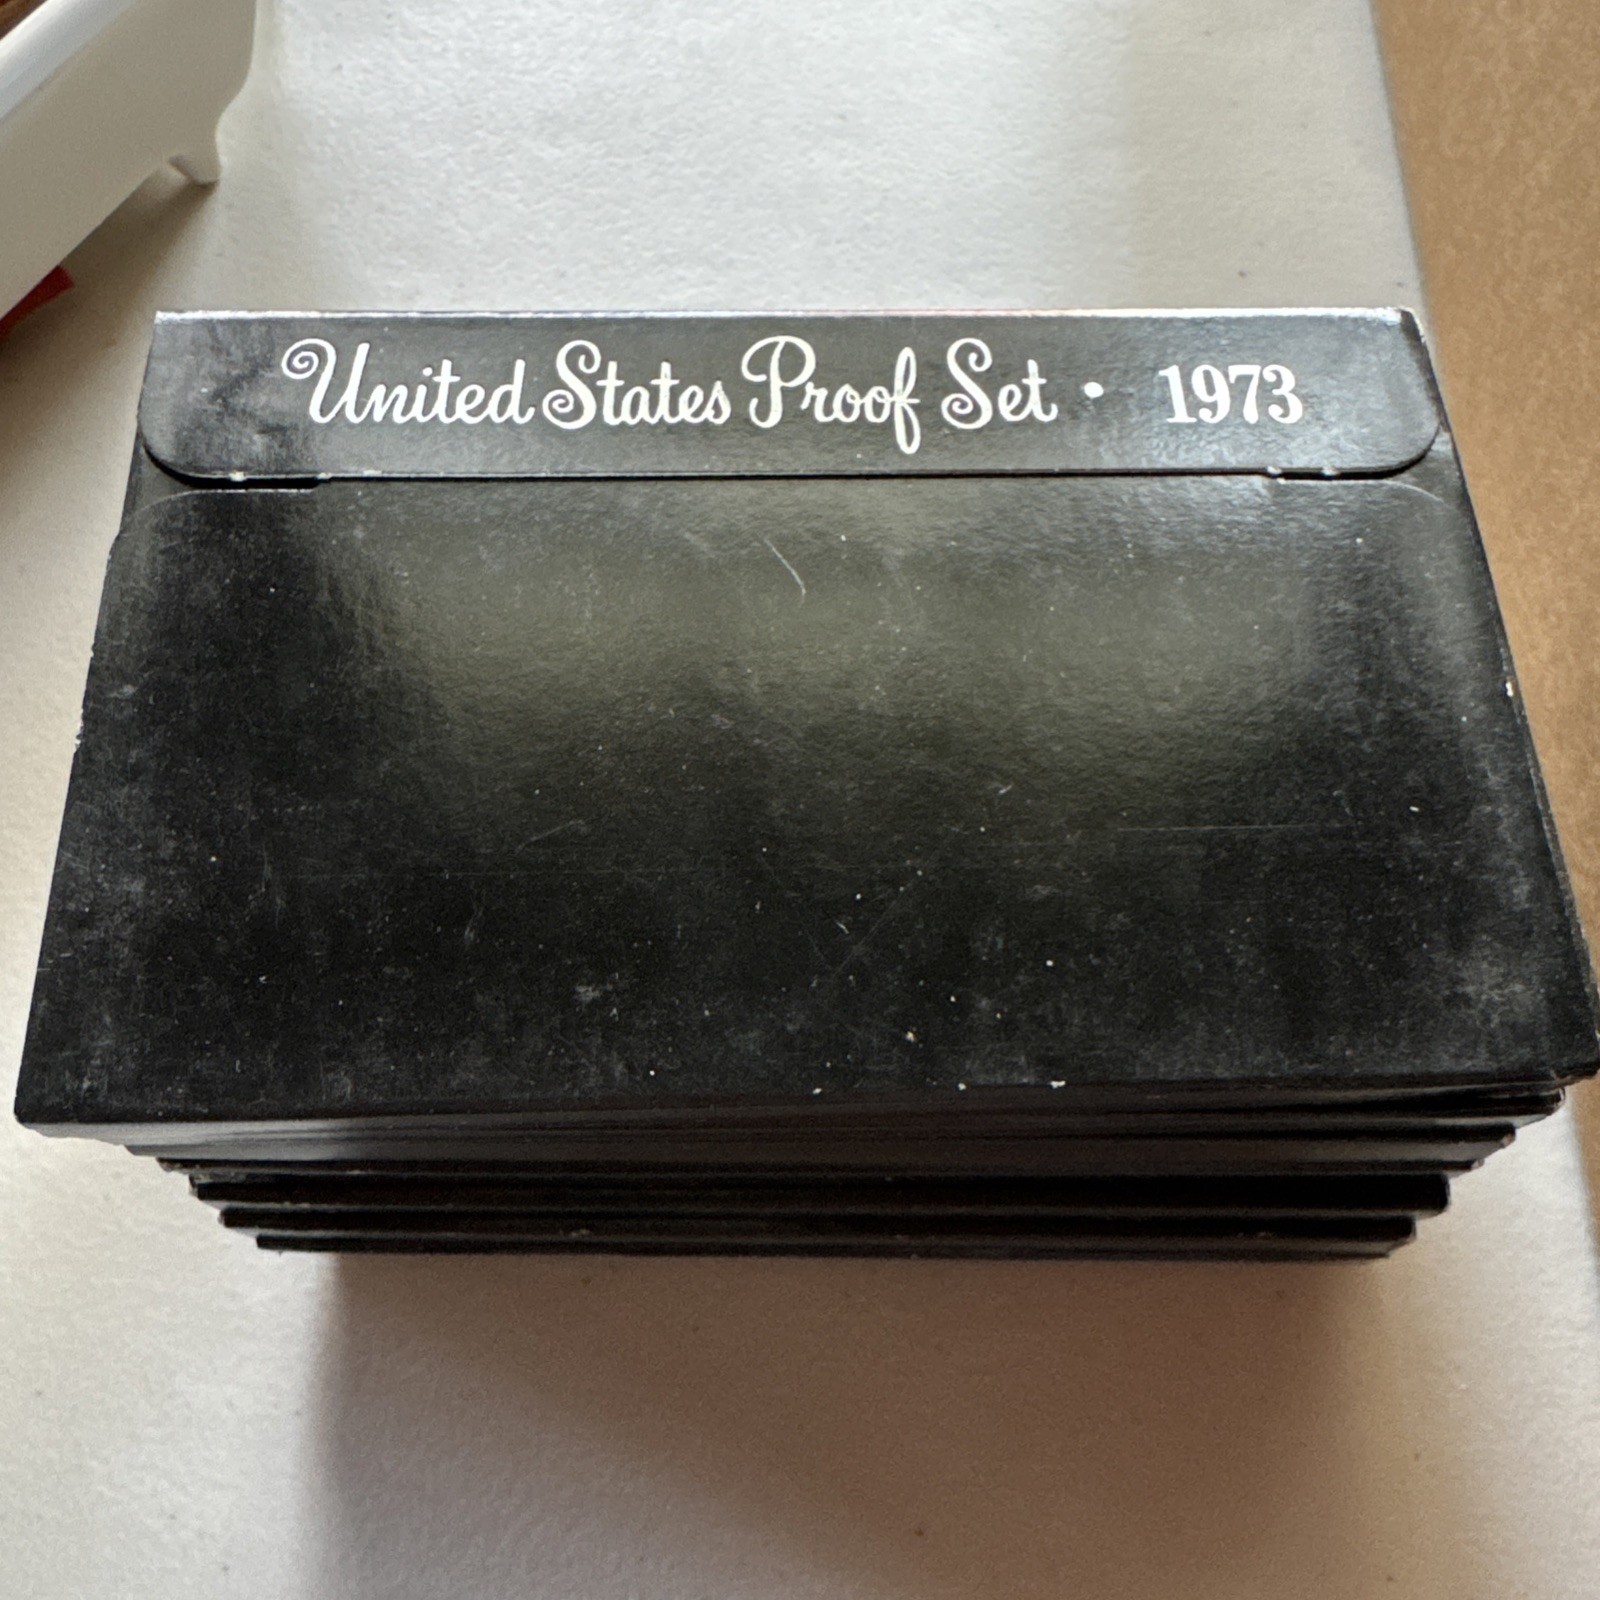 United States Proof Set • 1973